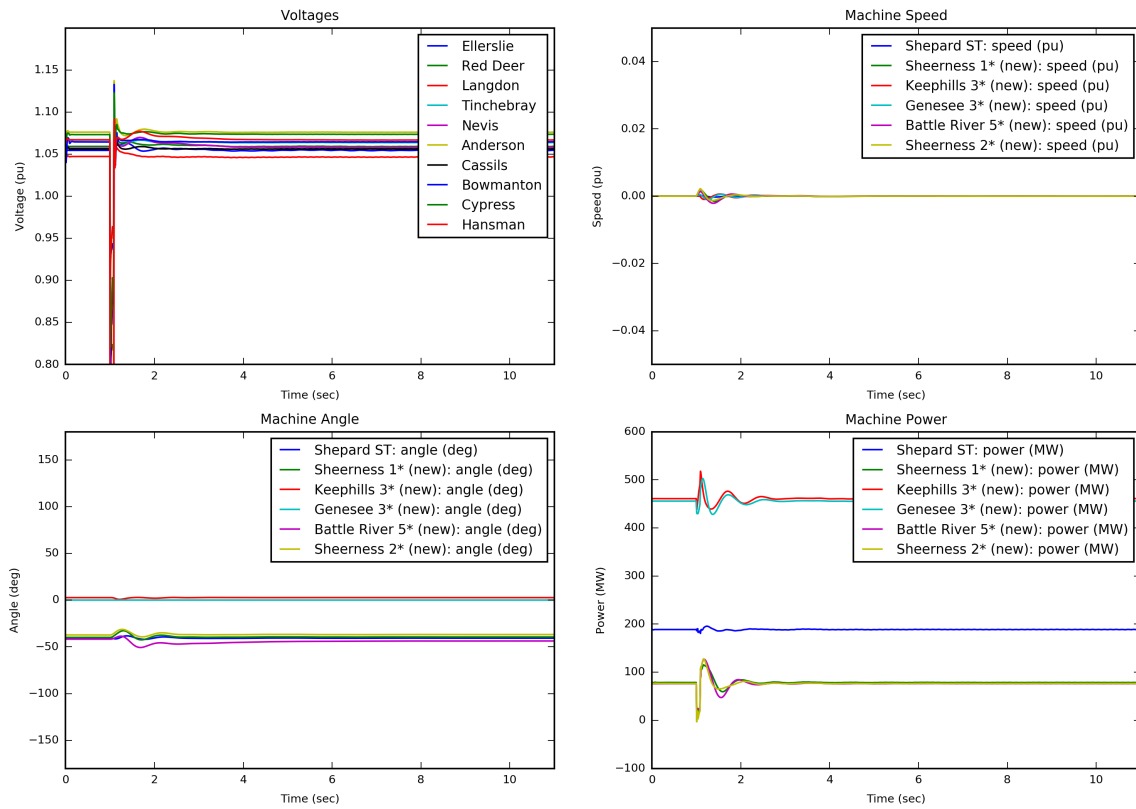 Voltages
Voltage (pu)
1.15
1.10
1.05
1.00
0.95
0.90
0.85
0.80
0 2 4 6 8 10
Time (sec)
Ellerslie
Red Deer
Langdon
Tinchebray
Nevis
Anderson
Cassils
Bowmanton
Cypress
Hansman
Machine Speed
Speed (pu)
0.04
0.02
0.00
−0.02
−0.04
0 2 4 6 8 10
Time (sec)
Shepard ST: speed (pu)
Sheerness 1* (new): speed (pu)
Keephills 3* (new): speed (pu)
Genesee 3* (new): speed (pu)
Battle River 5* (new): speed (pu)
Sheerness 2* (new): speed (pu)
Machine Angle
Angle (deg)
150
100
50
0
−50
−100
−150
0 2 4 6 8 10
Time (sec)
Shepard ST: angle (deg)
Sheerness 1* (new): angle (deg)
Keephills 3* (new): angle (deg)
Genesee 3* (new): angle (deg)
Battle River 5* (new): angle (deg)
Sheerness 2* (new): angle (deg)
Machine Power
Power (MW)
600
500
400
300
200
100
0
−100
0 2 4 6 8 10
Time (sec)
Shepard ST: power (MW)
Sheerness 1* (new): power (MW)
Keephills 3* (new): power (MW)
Genesee 3* (new): power (MW)
Battle River 5* (new): power (MW)
Sheerness 2* (new): power (MW)